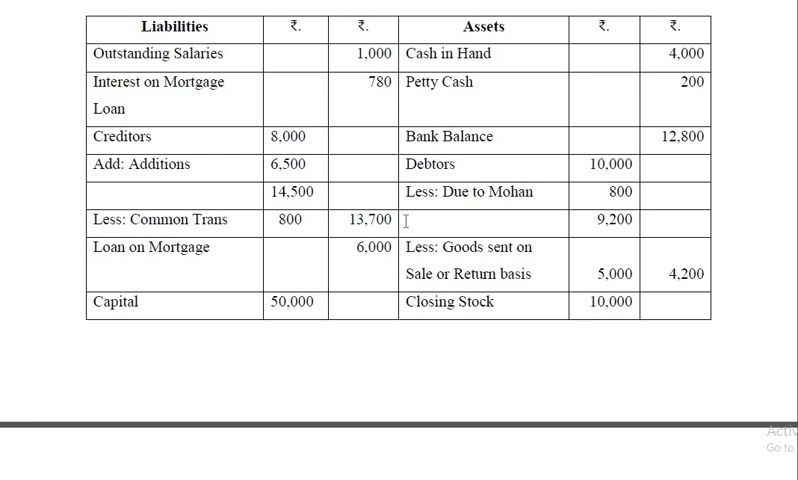 Liabilities ₹. ₹. Assets ₹. ₹.
Outstanding Salaries 1,000 Cash in Hand 4,000
Interest on Mortgage 780 Petty Cash 200
Loan
Creditors 8,000 Bank Balance 12,800
Add: Additions 6,500 Debtors 10,000
14,500 Less: Due to Mohan 800
Less: Common Trans 800 13,700 9,200
Loan on Mortgage 6,000 Less: Goods sent on
Sale or Return basis 5,000 4,200
Capital 50,000 Closing Stock 10,000
Go to